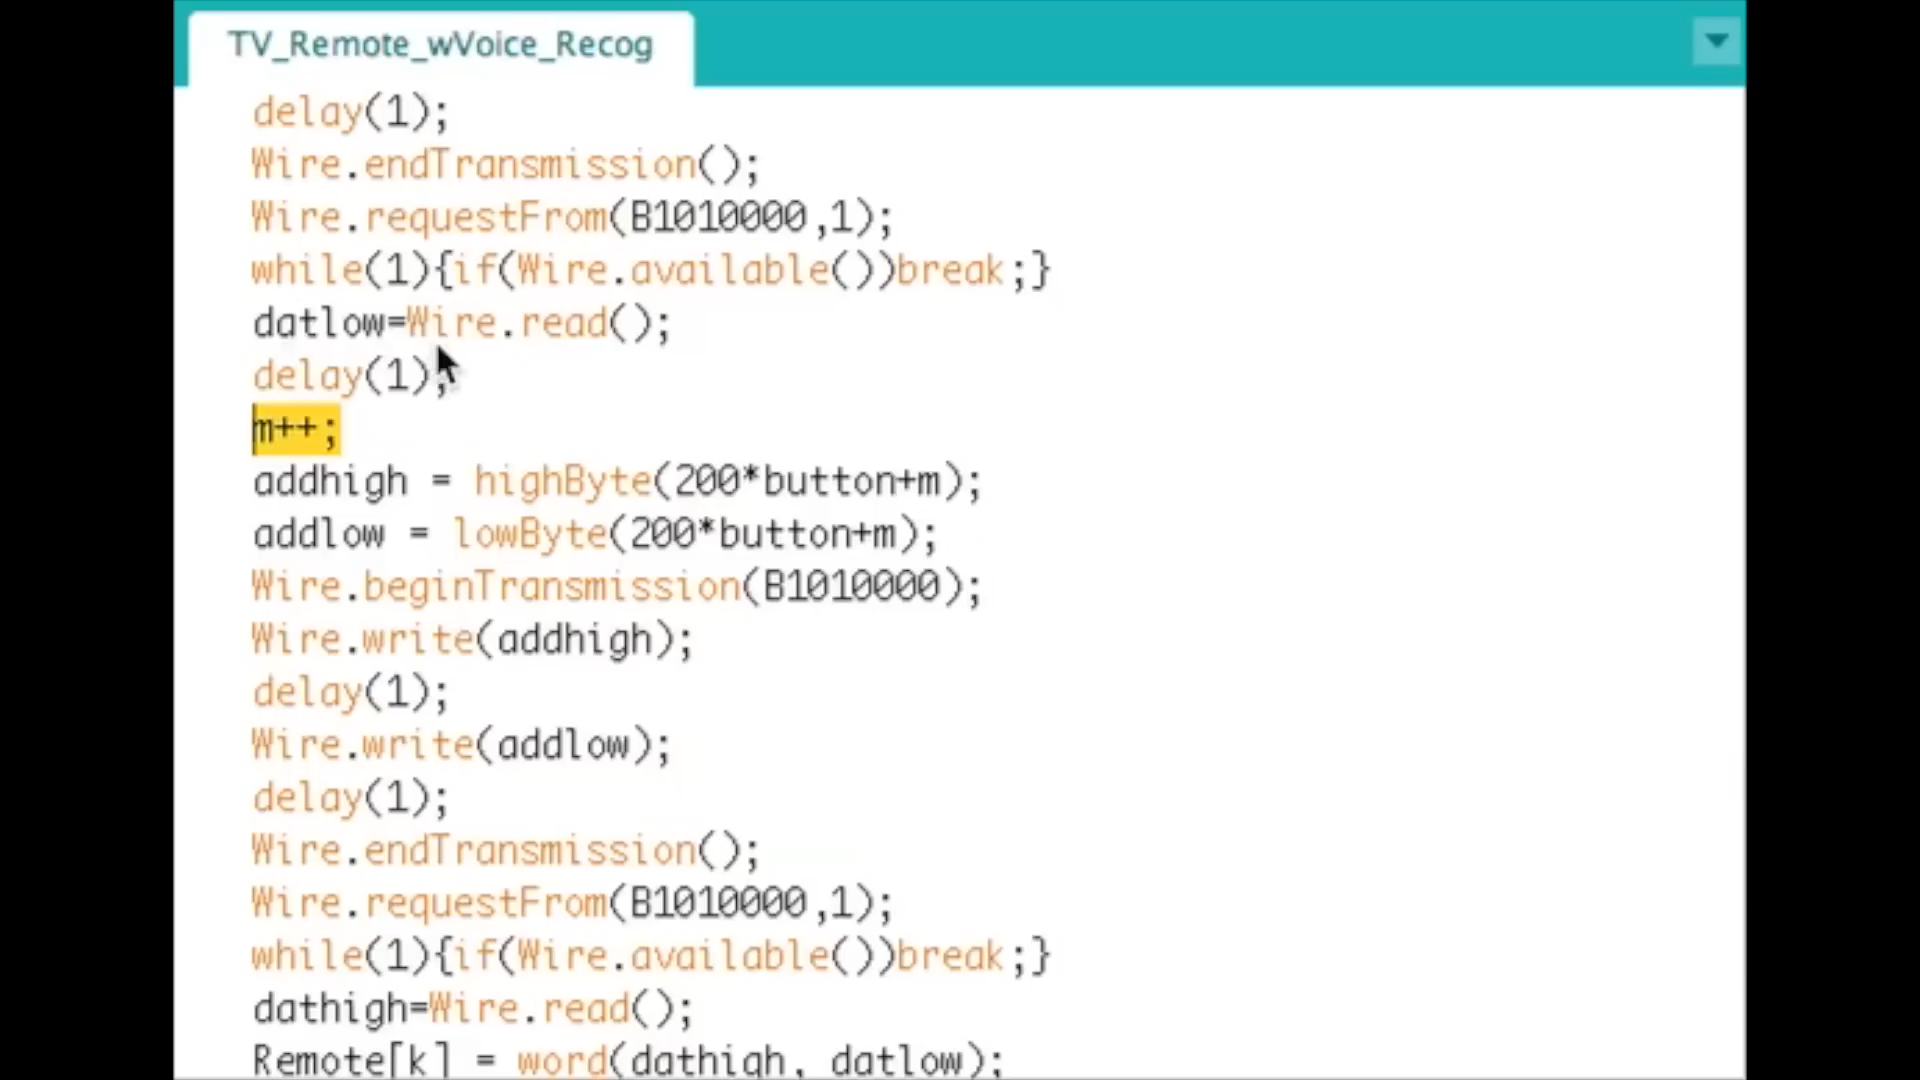 TV_Remote_wVoice_Recog
delay(1);
Wire.endTransmission();
Wire.requestFrom(B1010000,1);
while(1){if(Wire.available())break;}
datlow=Wire.read();
delay(1);
m++;
addhigh = highByte(200*button+m);
addlow = lowByte(200*button+m);
Wire.beginTransmission(B1010000);
Wire.write(addhigh);
delay(1);
Wire.write(addlow);
delay(1);
Wire.endTransmission();
Wire.requestFrom(B1010000,1);
while(1){if(Wire.available())break;}
dathigh=Wire.read();
Remote[k] = word(dathigh, datlow);